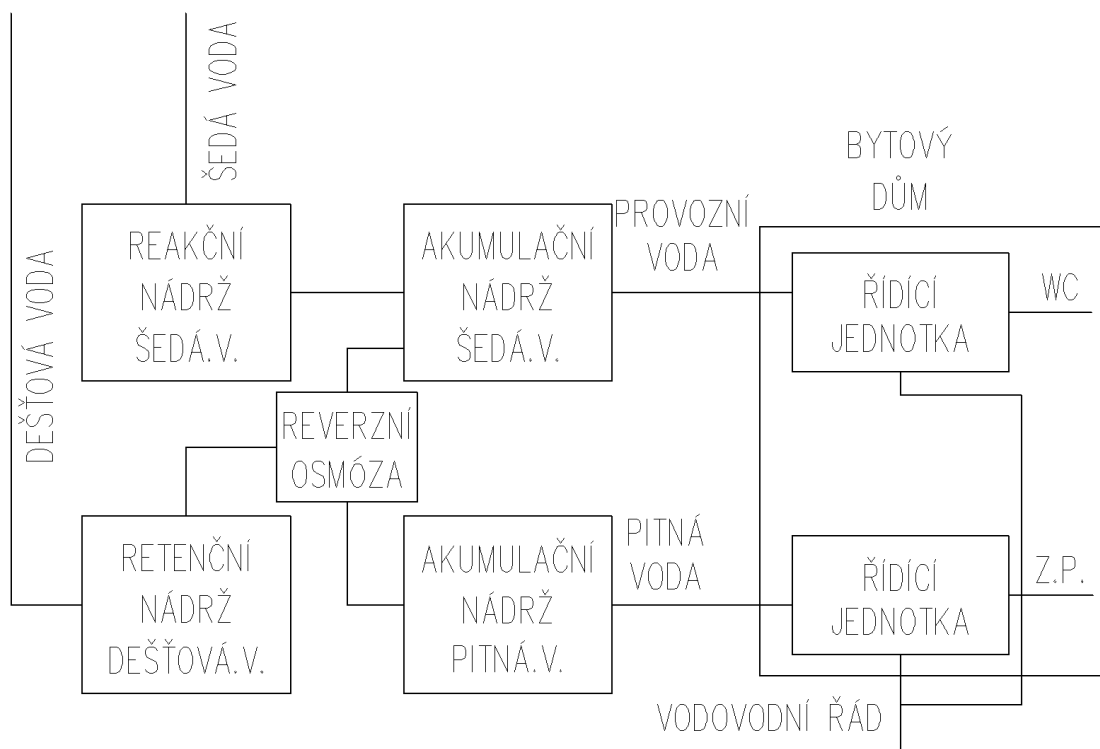 ŠEDÁ VODA
DEŠŤOVÁ VODA
BYTOVÝ
DŮM
REAKČNÍ
NÁDRŽ
ŠEDÁ.V.
AKUMULAČNÍ
NÁDRŽ
ŠEDÁ.V.
PROVOZNÍ
VODA
ŘÍDÍCÍ
JEDNOTKA
WC
REVERZNÍ
OSMÓZA
RETENČNÍ
NÁDRŽ
DEŠŤOVÁ.V.
AKUMULAČNÍ
NÁDRŽ
PITNÁ.V.
PITNÁ
VODA
ŘÍDÍCÍ
JEDNOTKA
Z.P.
VODOVODNÍ ŘÁD